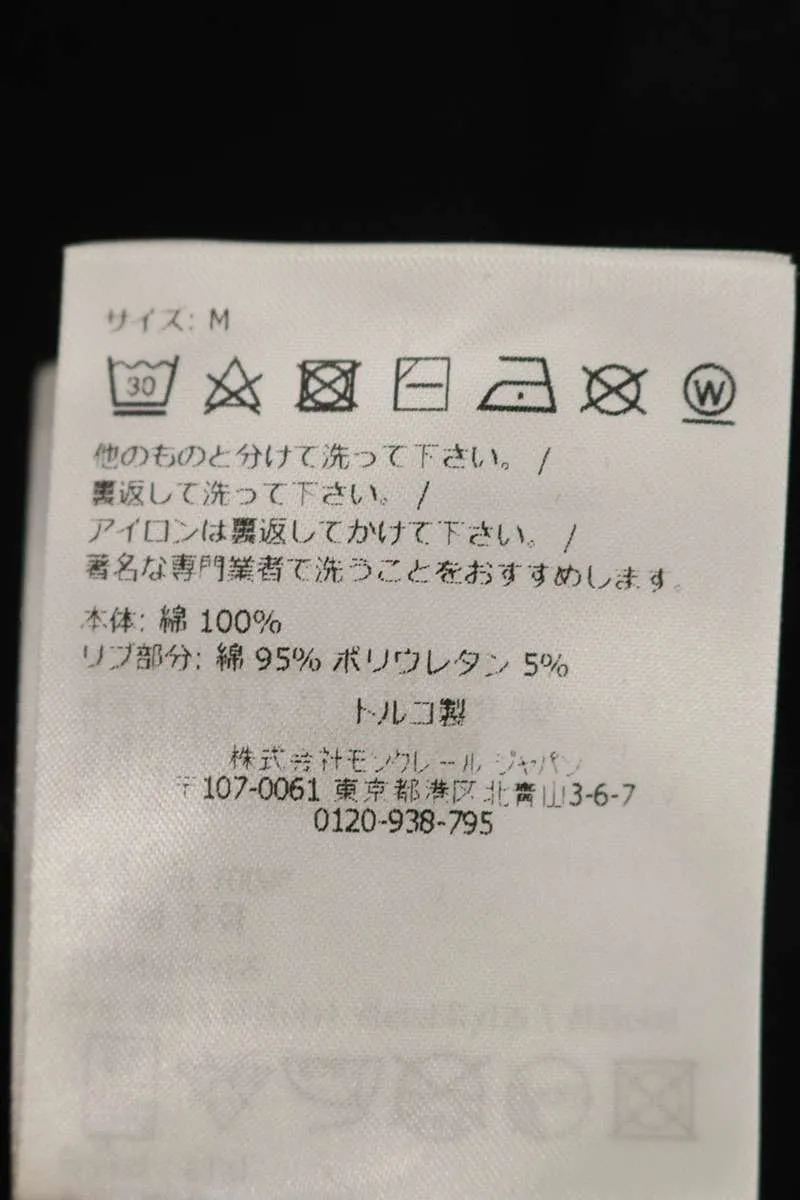 サイズ: M
30
W
他のものと分けて洗って下さい。 /
裏返して洗って下さい。 /
アイロンは裏返してかけて下さい。 /
著名な専門業者で洗うことをおすすめします。
本体: 綿 100%
リブ部分: 綿 95% ポリウレタン 5%
トルコ製
株式会社モンクレール ジャパン
〒107-0061 東京都港区北青山3-6-7
0120-938-795